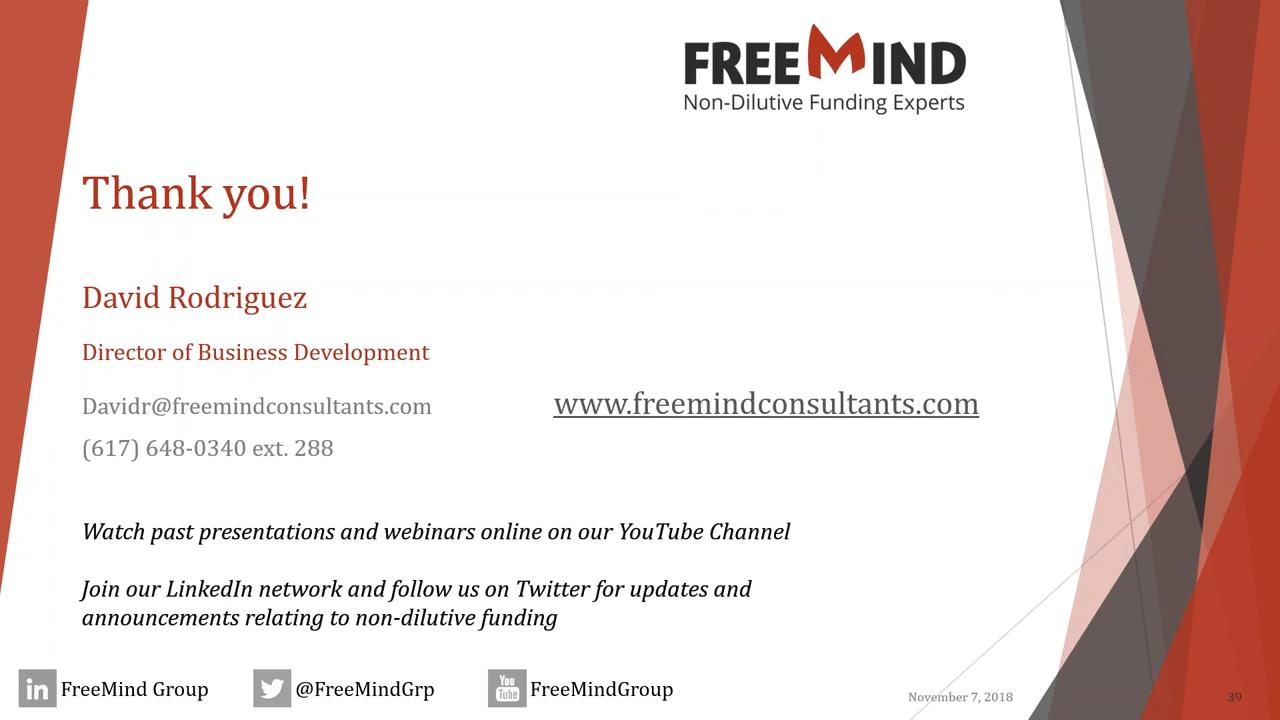 FREEMIND
Non-Dilutive Funding Experts
Thank you!
David Rodriguez
Director of Business Development
Davidr@freemindconsultants.com
www.freemindconsultants.com
(617) 648-0340 ext. 288
Watch past presentations and webinars online on our YouTube Channel
Join our LinkedIn network and follow us on Twitter for updates and
announcements relating to non-dilutive funding
in FreeMind Group
@FreeMindGrp
You
Tube
FreeMindGroup
November 7, 2018
39